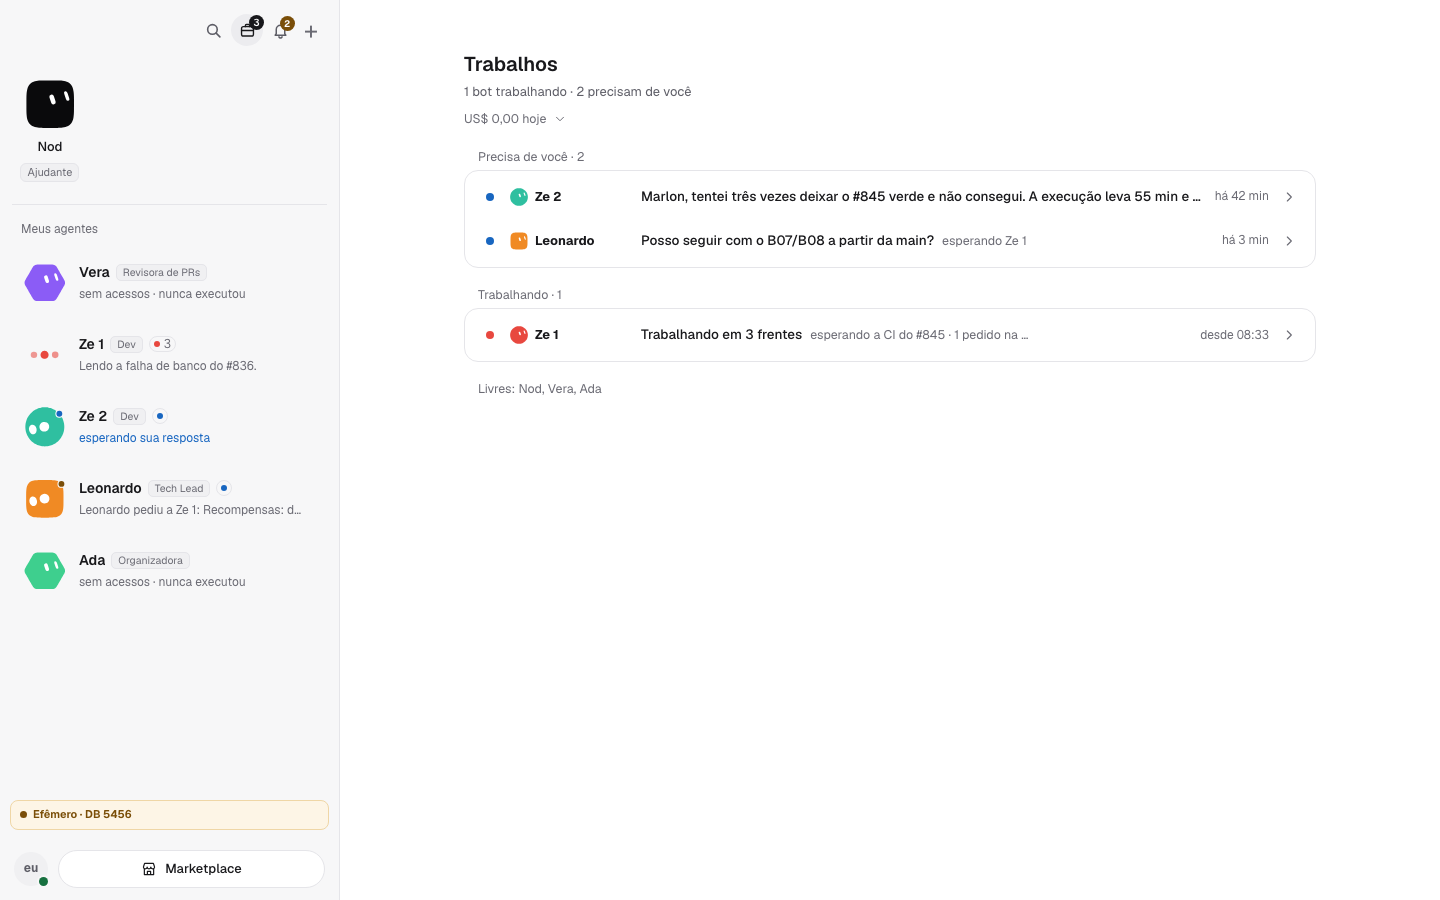 3
2
Nod
Ajudante
Meus agentes
Vera Revisora de PRs
sem acessos · nunca executou
Ze 1 Dev 3
Lendo a falha de banco do #836.
Ze 2 Dev
esperando sua resposta
Leonardo Tech Lead
Leonardo pediu a Ze 1: Recompensas: d...
Ada Organizadora
sem acessos · nunca executou
Efêmero · DB 5456
eu
Marketplace
Trabalhos
1 bot trabalhando · 2 precisam de você
US$ 0,00 hoje
Precisa de você · 2
Ze 2 Marlon, tentei três vezes deixar o #845 verde e não consegui. A execução leva 55 min e ... há 42 min
Leonardo Posso seguir com o B07/B08 a partir da main? esperando Ze 1 há 3 min
Trabalhando · 1
Ze 1 Trabalhando em 3 frentes esperando a CI do #845 · 1 pedido na ... desde 08:33
Livres: Nod, Vera, Ada